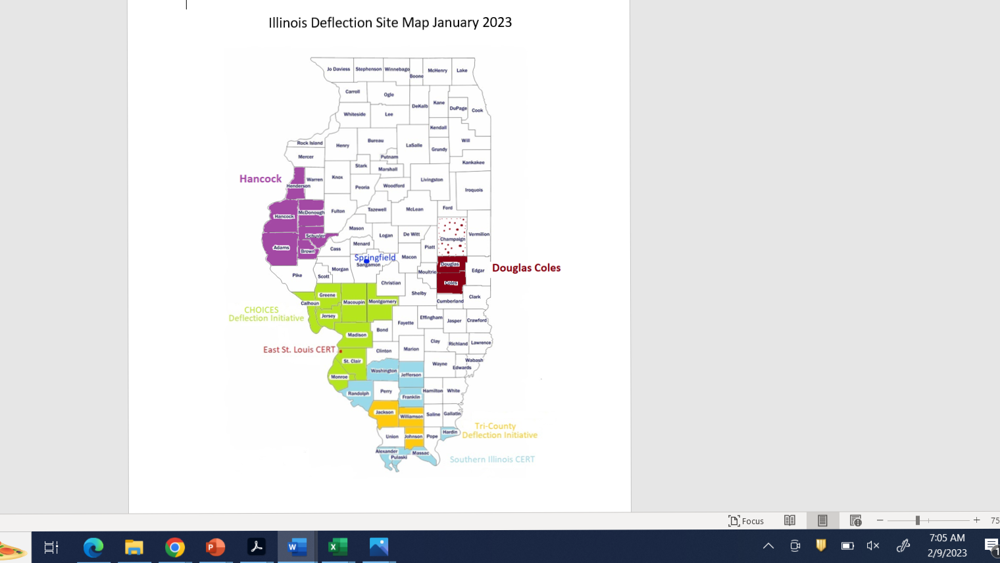 Illinois Deflection Site Map January 2023
Jo Daviess Stephenson Winnebago Boone McHenry Lake
Carroll Ogle DeKalb Kane DuPage Cook
Whiteside Lee Kendall
Rock Island Henry Bureau LaSalle Grundy Will
Mercer Putnam Kankakee
Stark Marshall
Hancock
Henderson Warren Knox Peoria Woodford Livingston Iroquois
Hancock McDonough Fulton Tazewell McLean Ford
Mason Logan De Witt Champaign Vermilion
Schuyler
Adams Brown Cass Menard Piatt
Springfield
Sangamon Macon Douglas
Douglas Coles
Pike Scott Morgan Moultrie Edgar
Christian Coles
Greene Shelby Clark
Calhoun Macoupin Montgomery Cumberland
CHOICES
Deflection Initiative
Jersey Fayette Effingham Jasper Crawford
Madison Bond
East St. Louis CERT
Clinton Marion Clay Richland Lawrence
St. Clair Wayne Edwards Wabash
Monroe Washington Jefferson
Randolph Perry Franklin Hamilton White
Jackson Williamson Saline Gallatin
Tri-County
Deflection Initiative
Union Johnson Pope Hardin
Alexander Pulaski Massac
Southern Illinois CERT
Focus
75
7:05 AM
2/9/2023
1